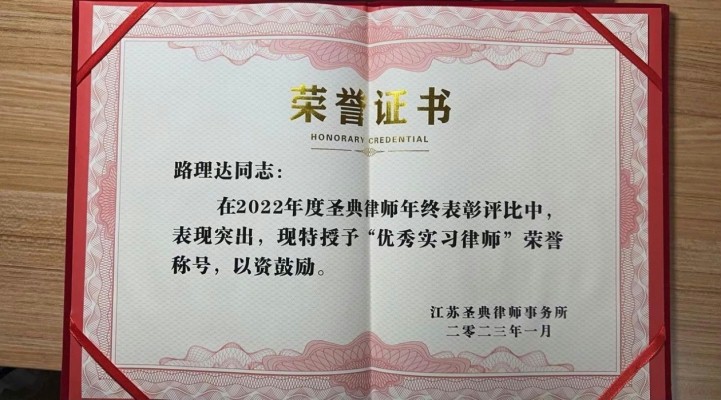 荣誉证书
HONORARY CREDENTIAL
路理达同志：
在2022年度圣典律师年终表彰评比中，
表现突出，现特授予“优秀实习律师”荣誉
称号，以资鼓励。
江苏圣典律师事务所
二零二三年一月